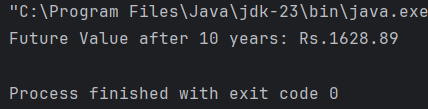 "C:\Program Files\Java\jdk-23\bin\java.exe
Future Value after 10 years: Rs.1628.89
Process finished with exit code 0